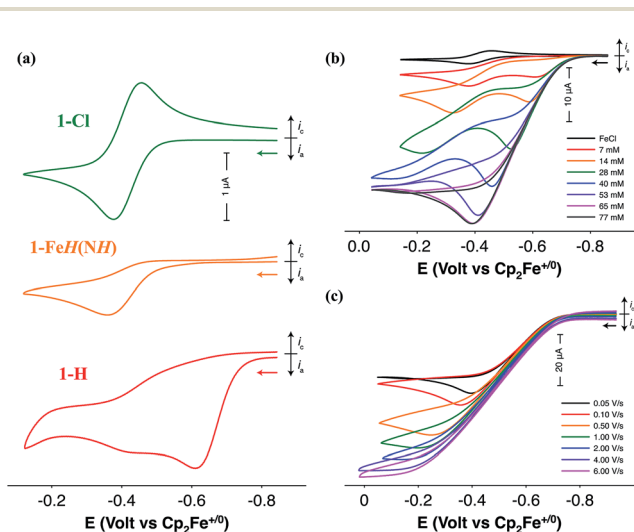 (a)
1-Cl
i_c
i_a
1 µA
1-FeH(NH)
i_c
i_a
1-H
i_c
i_a
-0.2 -0.4 -0.6 -0.8
E (Volt vs Cp₂Fe⁺/⁰)
(b)
i_c
i_a
10 µA
FeCl
7 mM
14 mM
28 mM
40 mM
53 mM
65 mM
77 mM
0.0 -0.2 -0.4 -0.6 -0.8
E (Volt vs Cp₂Fe⁺/⁰)
(c)
i_c
i_a
20 µA
0.05 V/s
0.10 V/s
0.50 V/s
1.00 V/s
2.00 V/s
4.00 V/s
6.00 V/s
0 -0.2 -0.4 -0.6 -0.8
E (Volt vs Cp₂Fe⁺/⁰)